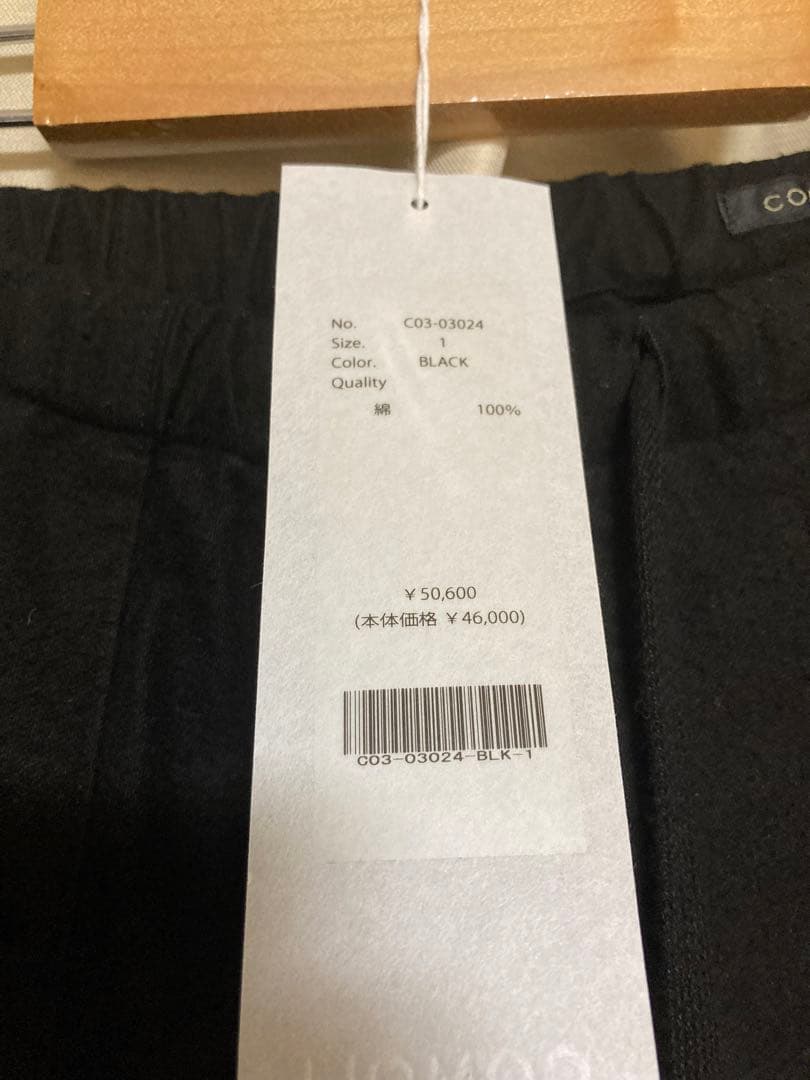 No. C03-03024
Size. 1
Color. BLACK
Quality
綿 100%
¥50,600
(本体価格 ¥46,000)
C03-03024-BLK-1